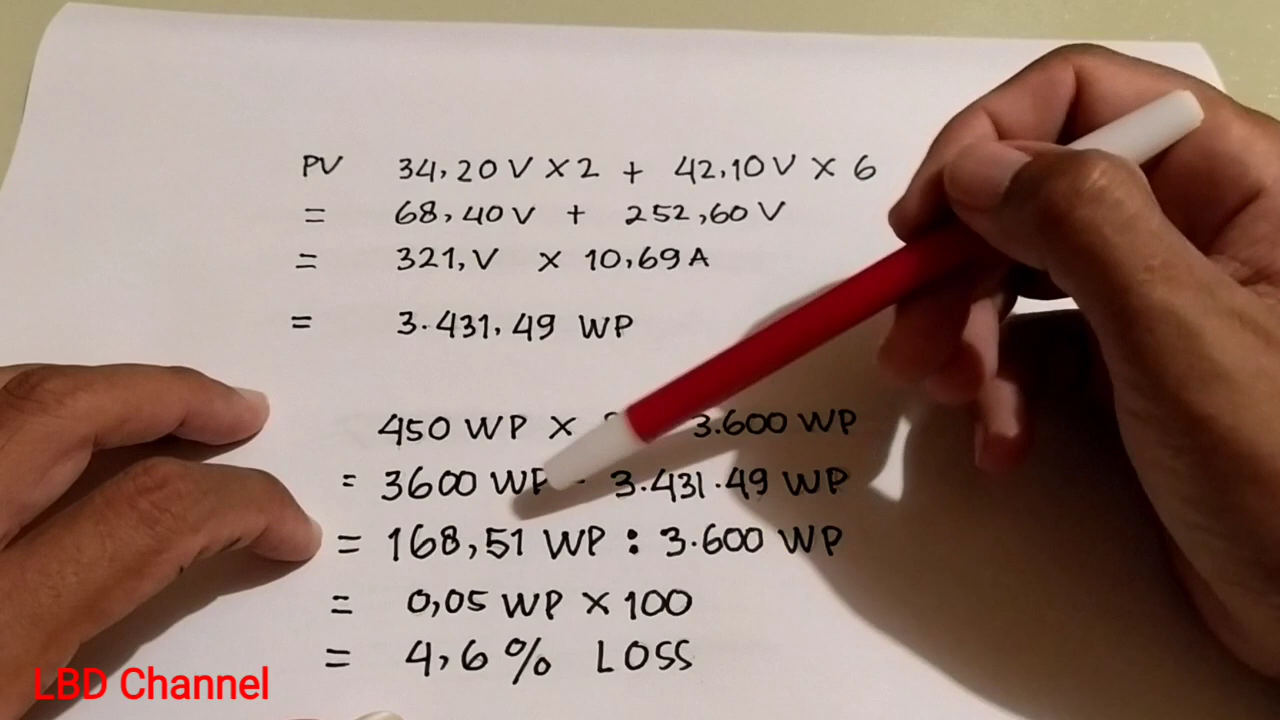 PV 34,20 V X 2 + 42,10 V X 6
= 68,40 V + 252,60 V
= 321, V X 10,69 A
= 3.431,49 WP
450 WP X 3.600 WP
= 3600 WP - 3.431.49 WP
= 168,51 WP : 3.600 WP
= 0,05 WP X 100
= 4,6 % LOSS
LBD Channel